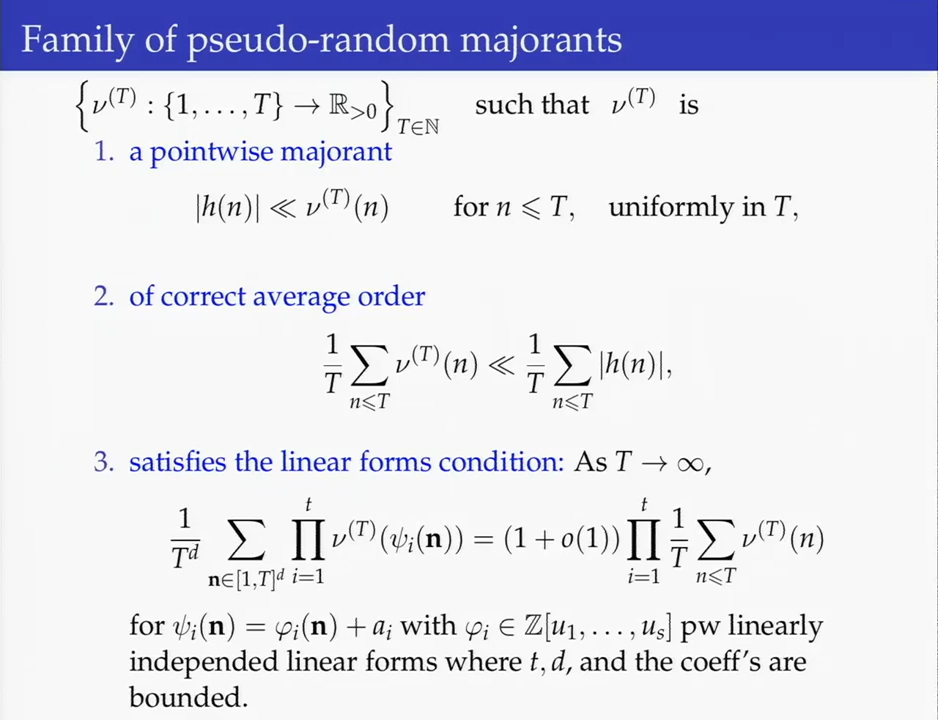 Family of pseudo-random majorants
{ν^(T) : {1, . . . , T} → ℝ_{>0}}_{T∈ℕ} such that ν^(T) is
1. a pointwise majorant
|h(n)| ≪ ν^(T)(n) for n ⩽ T, uniformly in T,
2. of correct average order
1/T ∑_{n⩽T} ν^(T)(n) ≪ 1/T ∑_{n⩽T} |h(n)|,
3. satisfies the linear forms condition: As T → ∞,
1/T^d ∑_{𝐧∈[1,T]^d} ∏_{i=1}^{t} ν^(T)(ψ_i(𝐧)) = (1 + o(1)) ∏_{i=1}^{t} 1/T ∑_{n⩽T} ν^(T)(n)
for ψ_i(𝐧) = φ_i(𝐧) + a_i with φ_i ∈ ℤ[u_1, . . . , u_s] pw linearly
independent linear forms where t, d, and the coeff's are
bounded.